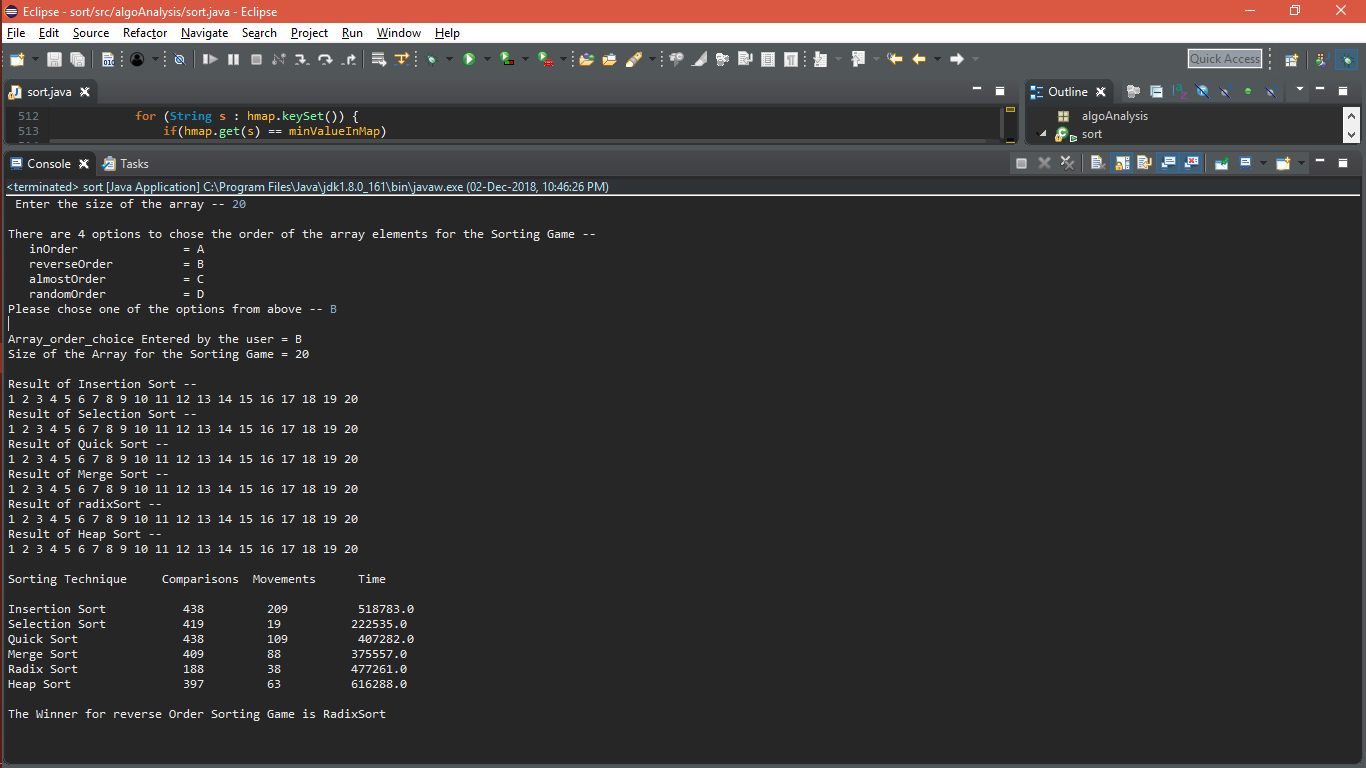 Eclipse - sort/src/algoAnalysis/sort.java - Eclipse
File Edit Source Refactor Navigate Search Project Run Window Help
Quick Access
sort.java
Outline
512 for (String s : hmap.keySet()) {
513 if(hmap.get(s) == minValueInMap)
algoAnalysis
sort
Console Tasks
<terminated> sort [Java Application] C:\Program Files\Java\jdk1.8.0_161\bin\javaw.exe (02-Dec-2018, 10:46:26 PM)
Enter the size of the array -- 20
There are 4 options to chose the order of the array elements for the Sorting Game --
inOrder = A
reverseOrder = B
almostOrder = C
randomOrder = D
Please chose one of the options from above -- B
Array_order_choice Entered by the user = B
Size of the Array for the Sorting Game = 20
Result of Insertion Sort --
1 2 3 4 5 6 7 8 9 10 11 12 13 14 15 16 17 18 19 20
Result of Selection Sort --
1 2 3 4 5 6 7 8 9 10 11 12 13 14 15 16 17 18 19 20
Result of Quick Sort --
1 2 3 4 5 6 7 8 9 10 11 12 13 14 15 16 17 18 19 20
Result of Merge Sort --
1 2 3 4 5 6 7 8 9 10 11 12 13 14 15 16 17 18 19 20
Result of radixSort --
1 2 3 4 5 6 7 8 9 10 11 12 13 14 15 16 17 18 19 20
Result of Heap Sort --
1 2 3 4 5 6 7 8 9 10 11 12 13 14 15 16 17 18 19 20
Sorting Technique Comparisons Movements Time
Insertion Sort 438 209 518783.0
Selection Sort 419 19 222535.0
Quick Sort 438 109 407282.0
Merge Sort 409 88 375557.0
Radix Sort 188 38 477261.0
Heap Sort 397 63 616288.0
The Winner for reverse Order Sorting Game is RadixSort